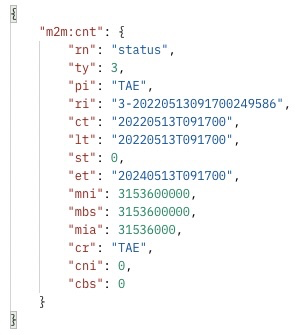 {
"m2m:cnt": {
"rn": "status",
"ty": 3,
"pi": "TAE",
"ri": "3-20220513091700249586",
"ct": "20220513T091700",
"lt": "20220513T091700",
"st": 0,
"et": "20240513T091700",
"mni": 3153600000,
"mbs": 3153600000,
"mia": 31536000,
"cr": "TAE",
"cni": 0,
"cbs": 0
}
}